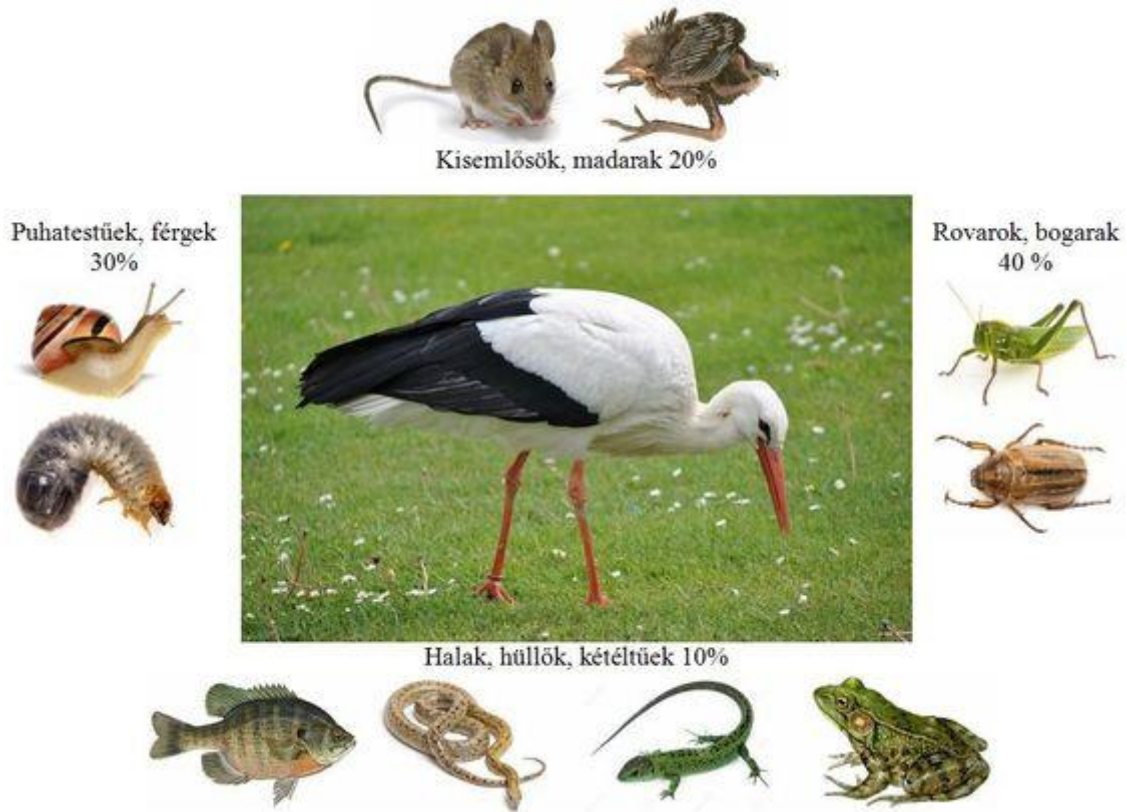 Kisemlősök, madarak 20%
Puhatestűek, férgek
30%
Rovarok, bogarak
40 %
Halak, hüllők, kétéltűek 10%